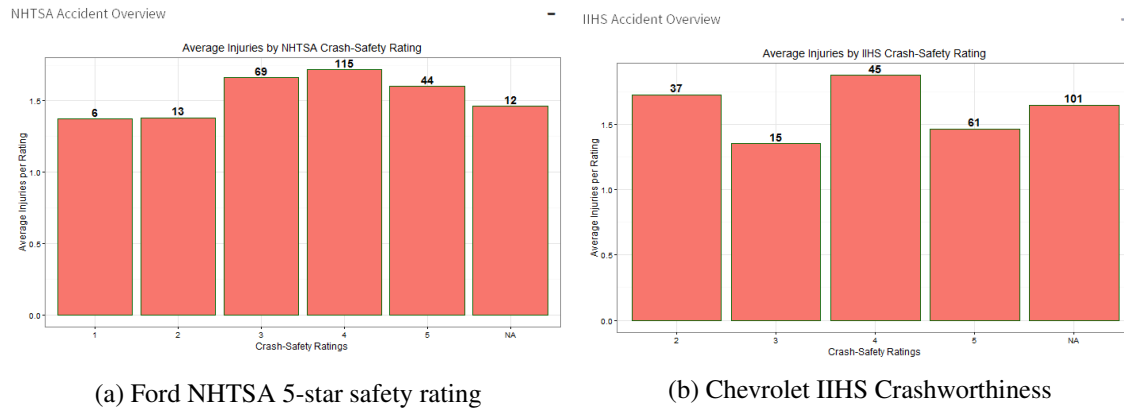 NHTSA Accident Overview
Average Injuries by NHTSA Crash-Safety Rating
Average Injuries per Rating
1.5
1.0
0.5
0.0
6
13
69
115
44
12
1
2
3
4
5
NA
Crash-Safety Ratings
(a) Ford NHTSA 5-star safety rating
IIHS Accident Overview
Average Injuries by IIHS Crash-Safety Rating
Average Injuries per Rating
1.5
1.0
0.5
0.0
37
15
45
61
101
2
3
4
5
NA
Crash-Safety Ratings
(b) Chevrolet IIHS Crashworthiness